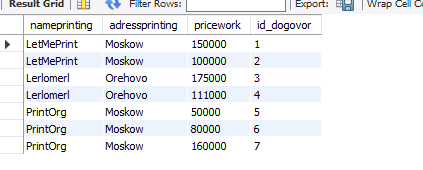 Result Grid Filter Rows: Export: Wrap Cell Co
nameprinting adressprinting pricework id_dogovor
LetMePrint Moskow 150000 1
LetMePrint Moskow 100000 2
Lerlomerl Orehovo 175000 3
Lerlomerl Orehovo 111000 4
PrintOrg Moskow 50000 5
PrintOrg Moskow 80000 6
PrintOrg Moskow 160000 7